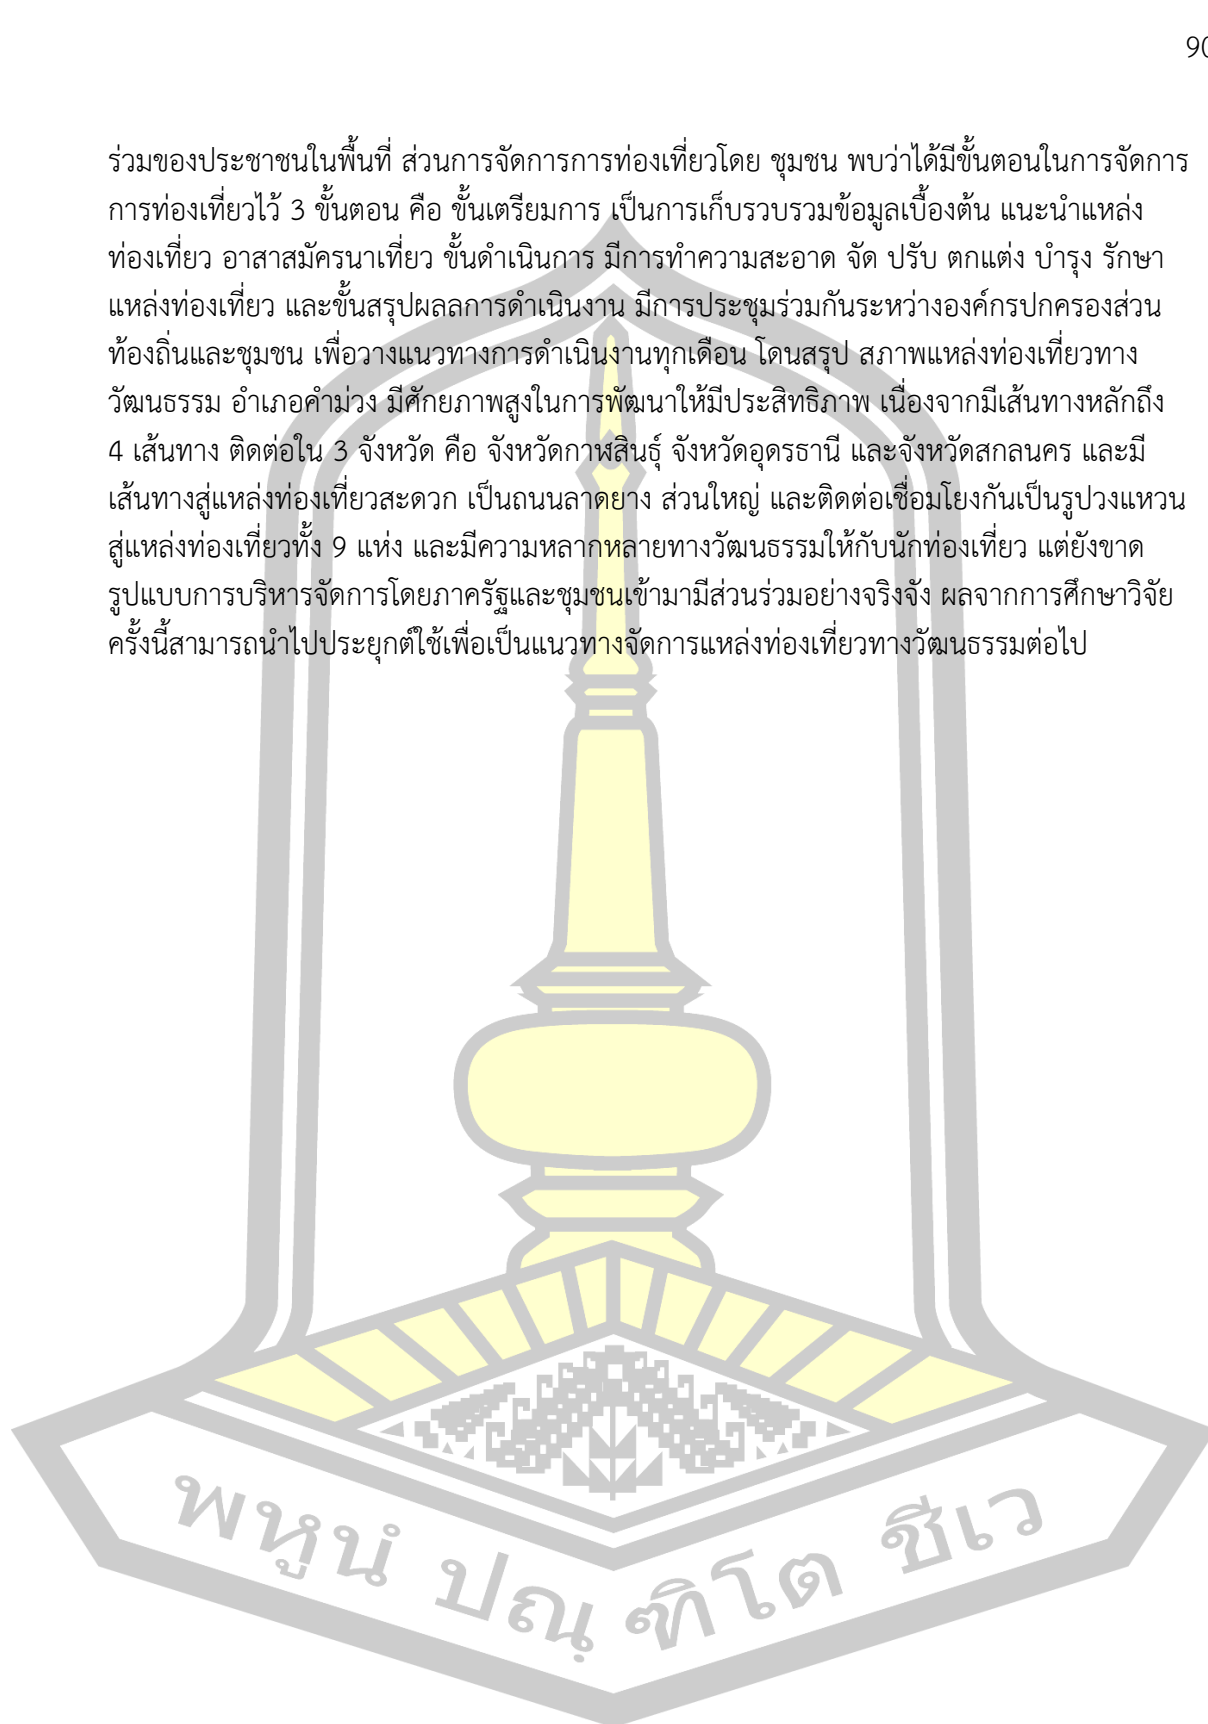 90
ร่วมของประชาชนในพื้นที่ ส่วนการจัดการการท่องเที่ยวโดย ชุมชน พบว่าได้มีขั้นตอนในการจัดการ
การท่องเที่ยวไว้ 3 ขั้นตอน คือ ขั้นเตรียมการ เป็นการเก็บรวบรวมข้อมูลเบื้องต้น แนะนำแหล่ง
ท่องเที่ยว อาสาสมัครนาเที่ยว ขั้นดำเนินการ มีการทำความสะอาด จัด ปรับ ตกแต่ง บำรุง รักษา
แหล่งท่องเที่ยว และขั้นสรุปผลลการดำเนินงาน มีการประชุมร่วมกันระหว่างองค์กรปกครองส่วน
ท้องถิ่นและชุมชน เพื่อวางแนวทางการดำเนินงานทุกเดือน โดนสรุป สภาพแหล่งท่องเที่ยวทาง
วัฒนธรรม อำเภอคำม่วง มีศักยภาพสูงในการพัฒนาให้มีประสิทธิภาพ เนื่องจากมีเส้นทางหลักถึง
4 เส้นทาง ติดต่อใน 3 จังหวัด คือ จังหวัดกาฬสินธุ์ จังหวัดอุดรธานี และจังหวัดสกลนคร และมี
เส้นทางสู่แหล่งท่องเที่ยวสะดวก เป็นถนนลาดยาง ส่วนใหญ่ และติดต่อเชื่อมโยงกันเป็นรูปวงแหวน
สู่แหล่งท่องเที่ยวทั้ง 9 แห่ง และมีความหลากหลายทางวัฒนธรรมให้กับนักท่องเที่ยว แต่ยังขาด
รูปแบบการบริหารจัดการโดยภาครัฐและชุมชนเข้ามามีส่วนร่วมอย่างจริงจัง ผลจากการศึกษาวิจัย
ครั้งนี้สามารถนำไปประยุกต์ใช้เพื่อเป็นแนวทางจัดการแหล่งท่องเที่ยวทางวัฒนธรรมต่อไป
พหูนํ ปณฺฑิโต ชีเว